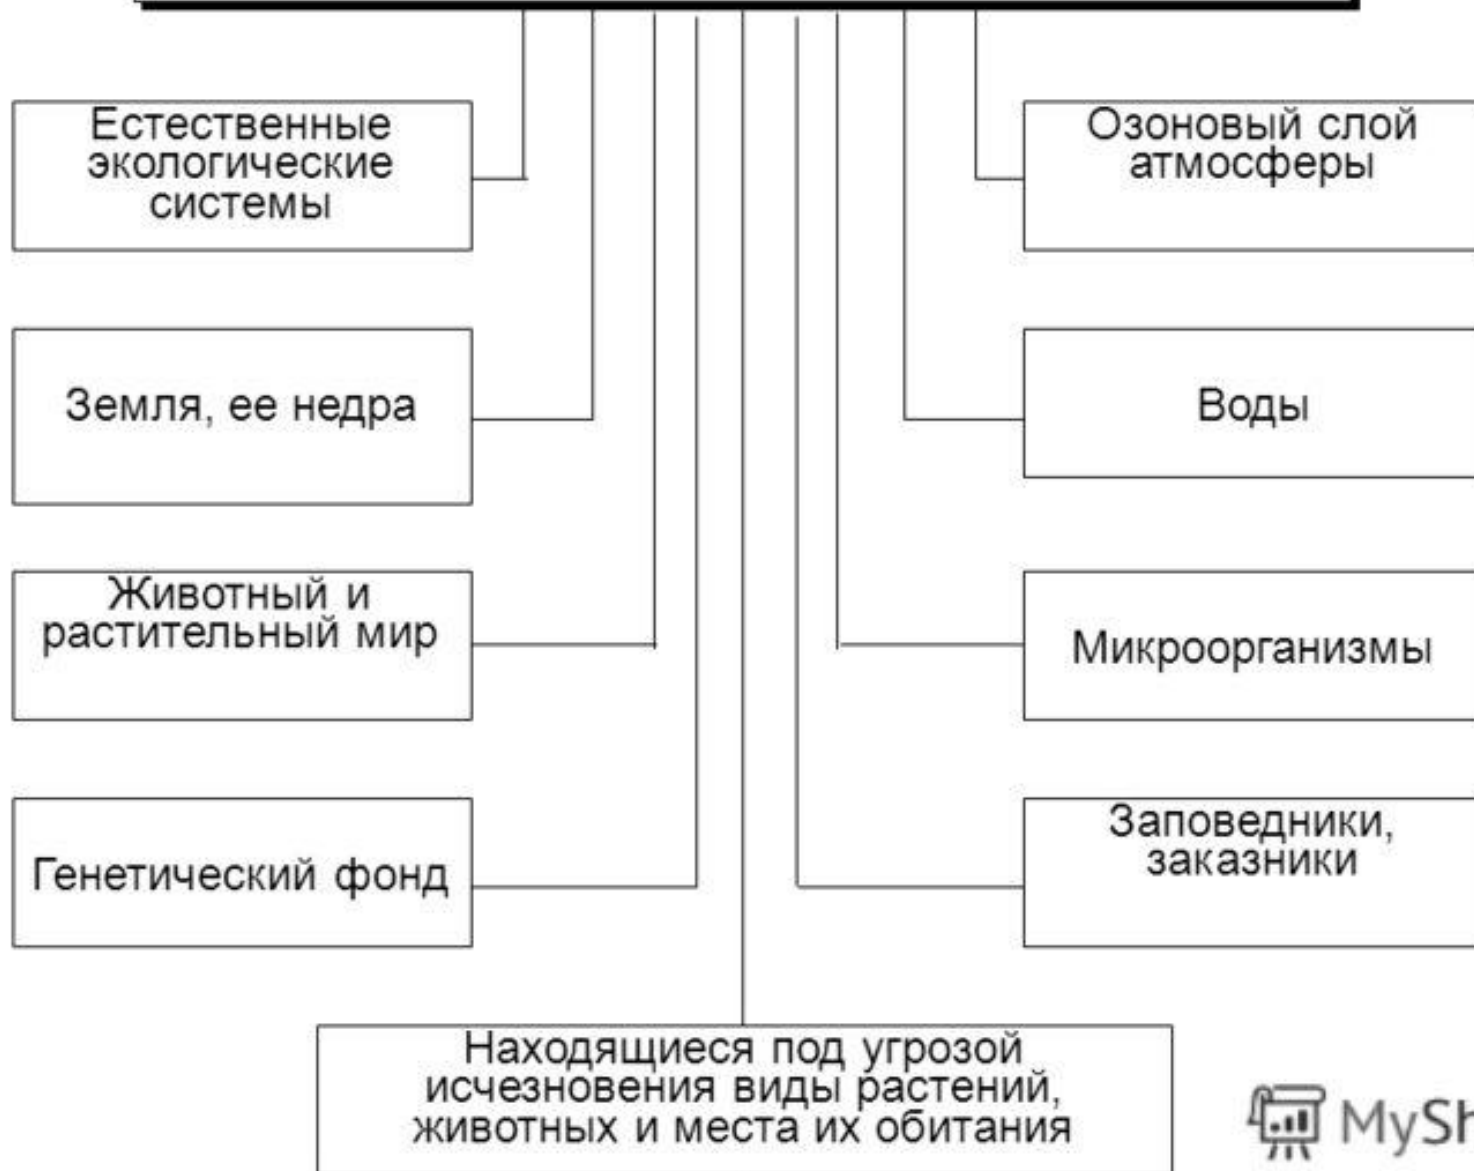 Естественные
экологические
системы
Озоновый слой
атмосферы
Земля, ее недра
Воды
Животный и
растительный мир
Микроорганизмы
Генетический фонд
Заповедники,
заказники
Находящиеся под угрозой
исчезновения виды растений,
животных и места их обитания
MySh